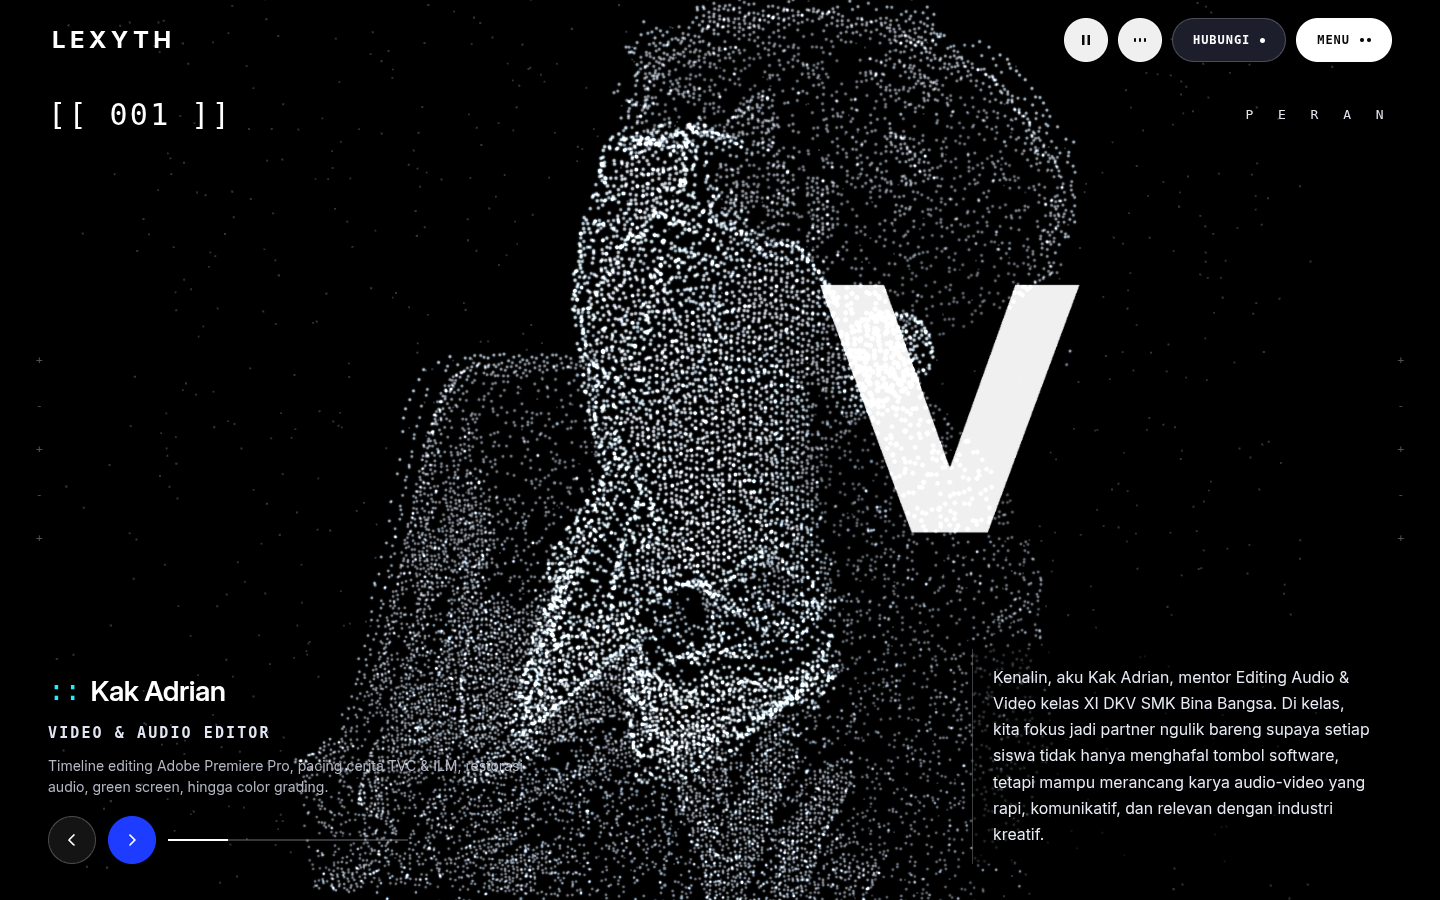 LEXYTH
HUBUNGI
MENU
[[ 001 ]]
PERAN
V
:: Kak Adrian
VIDEO & AUDIO EDITOR
Timeline editing Adobe Premiere Pro, pacing cerita TVC & ILM, restorasi
audio, green screen, hingga color grading.
Kenalin, aku Kak Adrian, mentor Editing Audio &
Video kelas XI DKV SMK Bina Bangsa. Di kelas,
kita fokus jadi partner ngulik bareng supaya setiap
siswa tidak hanya menghafal tombol software,
tetapi mampu merancang karya audio-video yang
rapi, komunikatif, dan relevan dengan industri
kreatif.